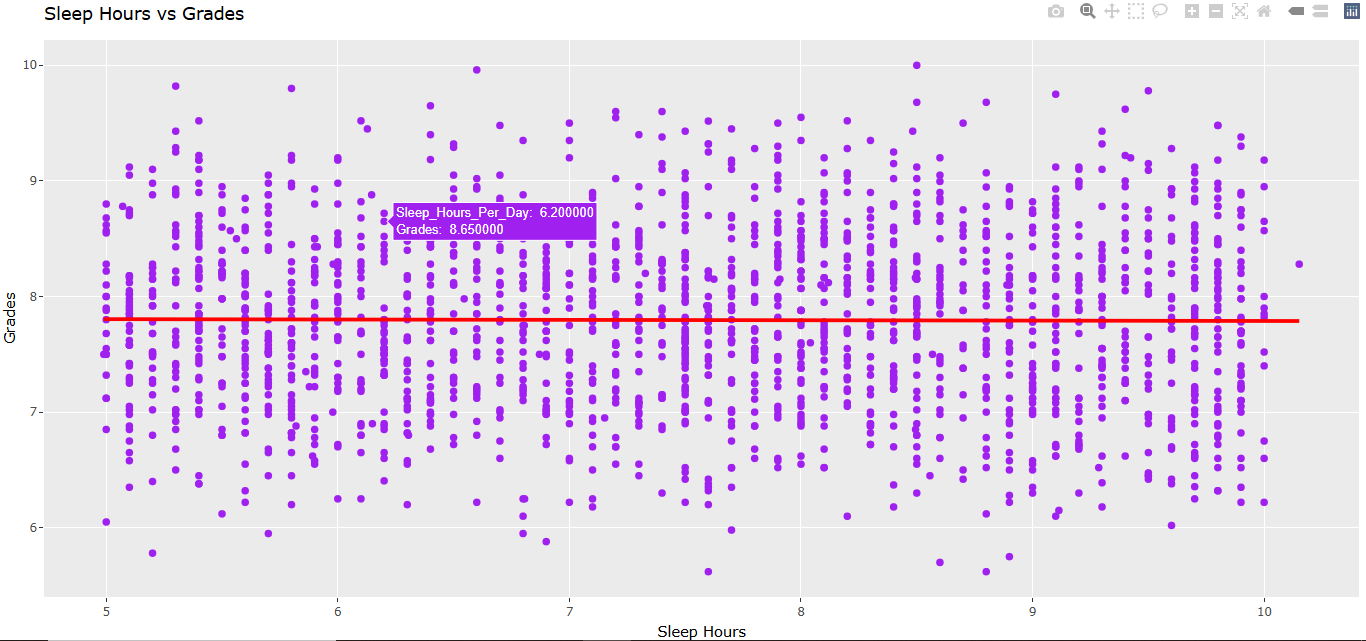 Sleep Hours vs Grades
10
9
8
7
6
Grades
Sleep_Hours_Per_Day: 6.200000
Grades: 8.650000
5 6 7 8 9 10
Sleep Hours